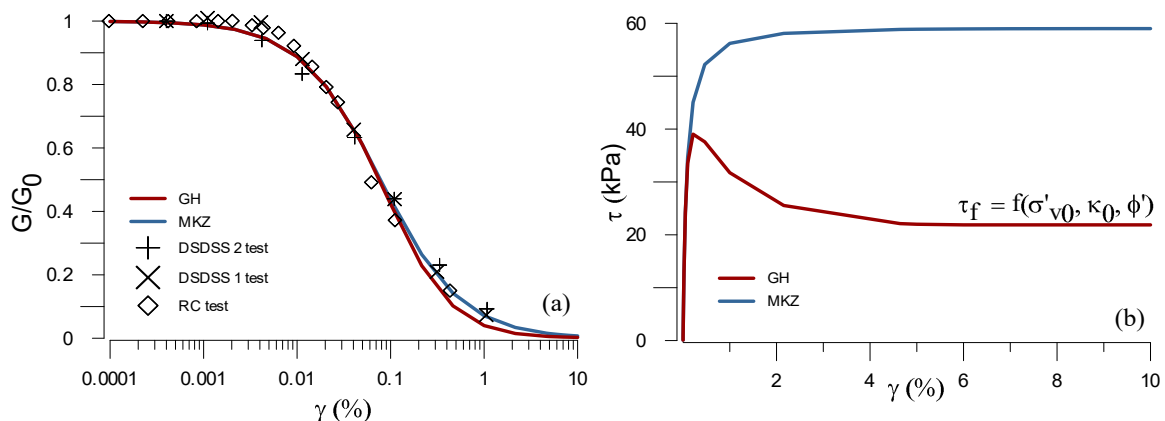 1
0.8
0.6
0.4
0.2
0
G/G0
GH
MKZ
DSDSS 2 test
DSDSS 1 test
RC test
(a)
0.0001
0.001
0.01
0.1
1
10
γ (%)
60
40
20
0
τ (kPa)
τf = f(σ'v0, κ0, ϕ')
GH
MKZ
(b)
2
4
6
8
10
γ (%)